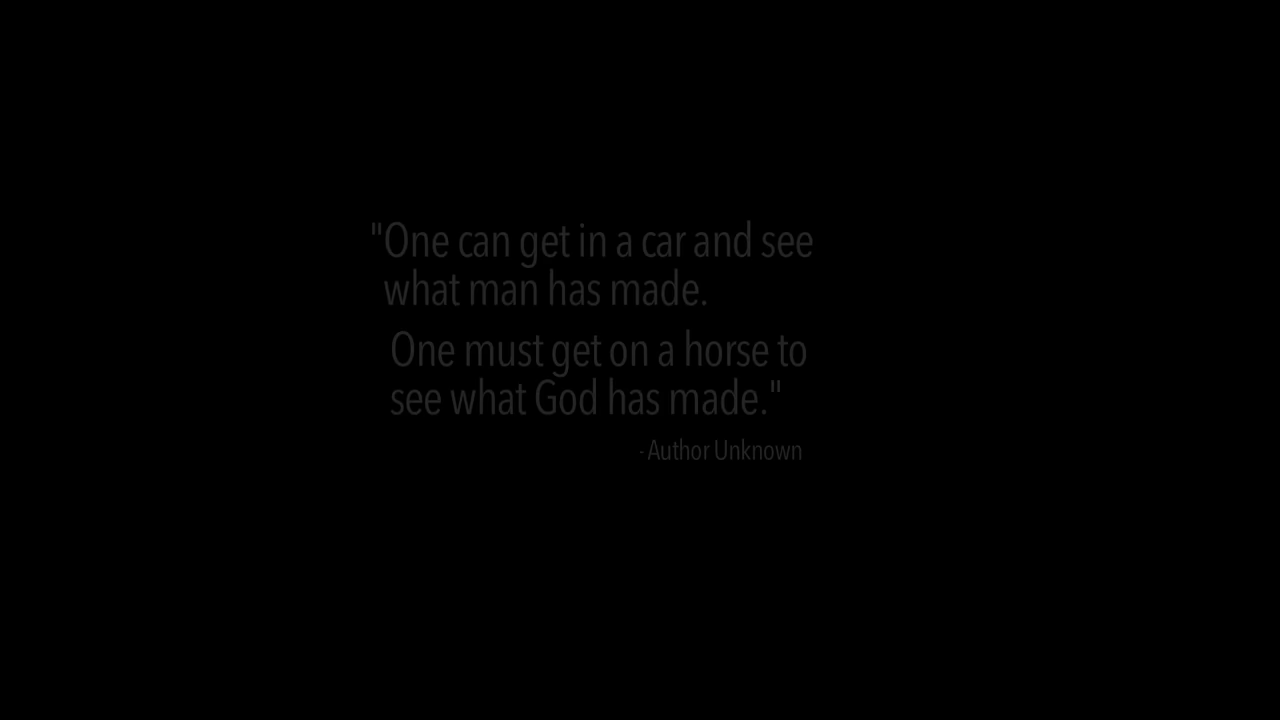 "One can get in a car and see
what man has made.
One must get on a horse to
see what God has made."
- Author Unknown